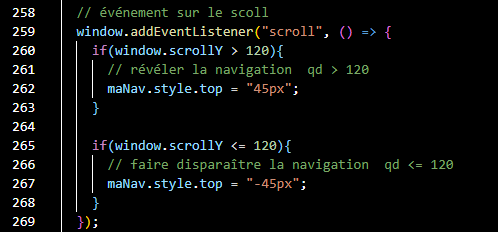 258 // événement sur le scoll
259 window.addEventListener("scroll", () => {
260 if(window.scrollY > 120){
261 // révéler la navigation qd > 120
262 maNav.style.top = "45px";
263 }
264
265 if(window.scrollY <= 120){
266 // faire disparaître la navigation qd <= 120
267 maNav.style.top = "-45px";
268 }
269 });